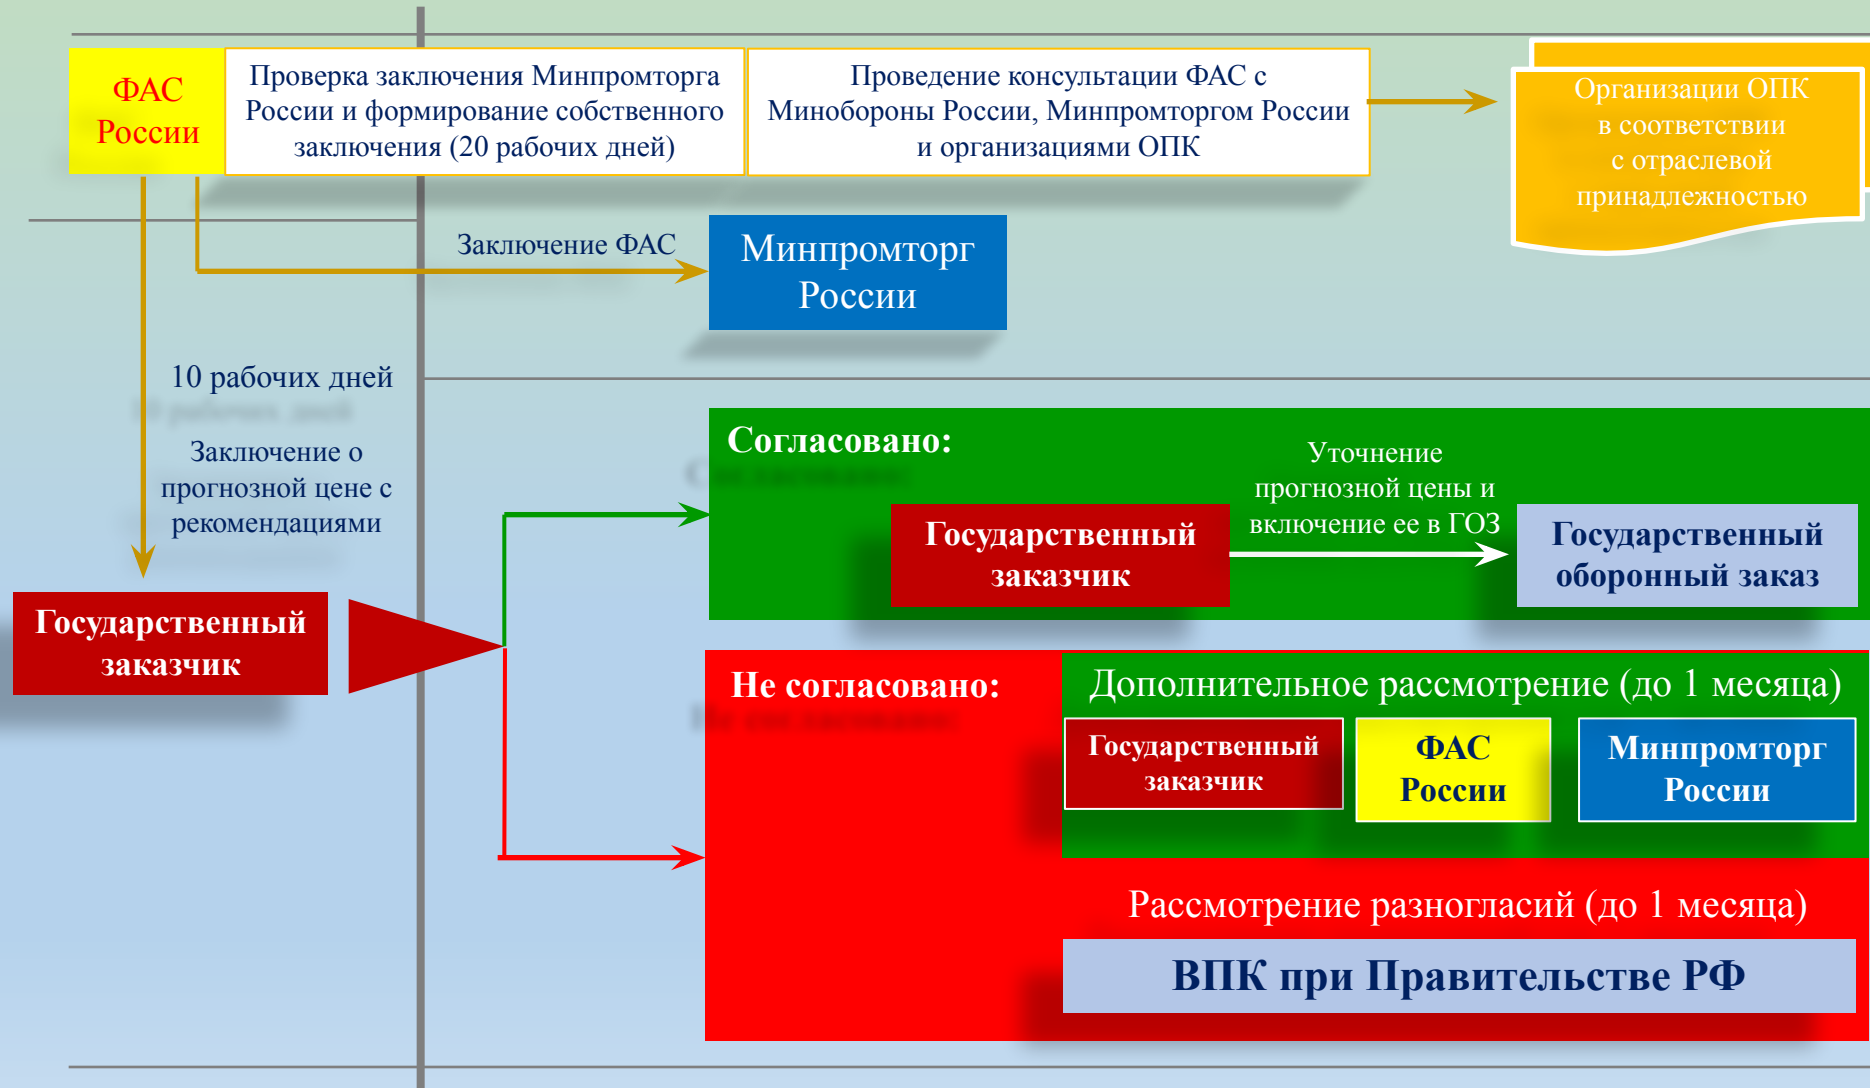 ФАС
России
Проверка заключения Минпромторга
России и формирование собственного
заключения (20 рабочих дней)
Проведение консультации ФАС с
Минобороны России, Минпромторгом России
и организациями ОПК
Организации ОПК
в соответствии
с отраслевой
принадлежностью
Заключение ФАС
Минпромторг
России
10 рабочих дней
Заключение о
прогнозной цене с
рекомендациями
Государственный
заказчик
Согласовано:
Государственный
заказчик
Уточнение
прогнозной цены и
включение ее в ГОЗ
Государственный
оборонный заказ
Не согласовано:
Дополнительное рассмотрение (до 1 месяца)
Государственный
заказчик
ФАС
России
Минпромторг
России
Рассмотрение разногласий (до 1 месяца)
ВПК при Правительстве РФ